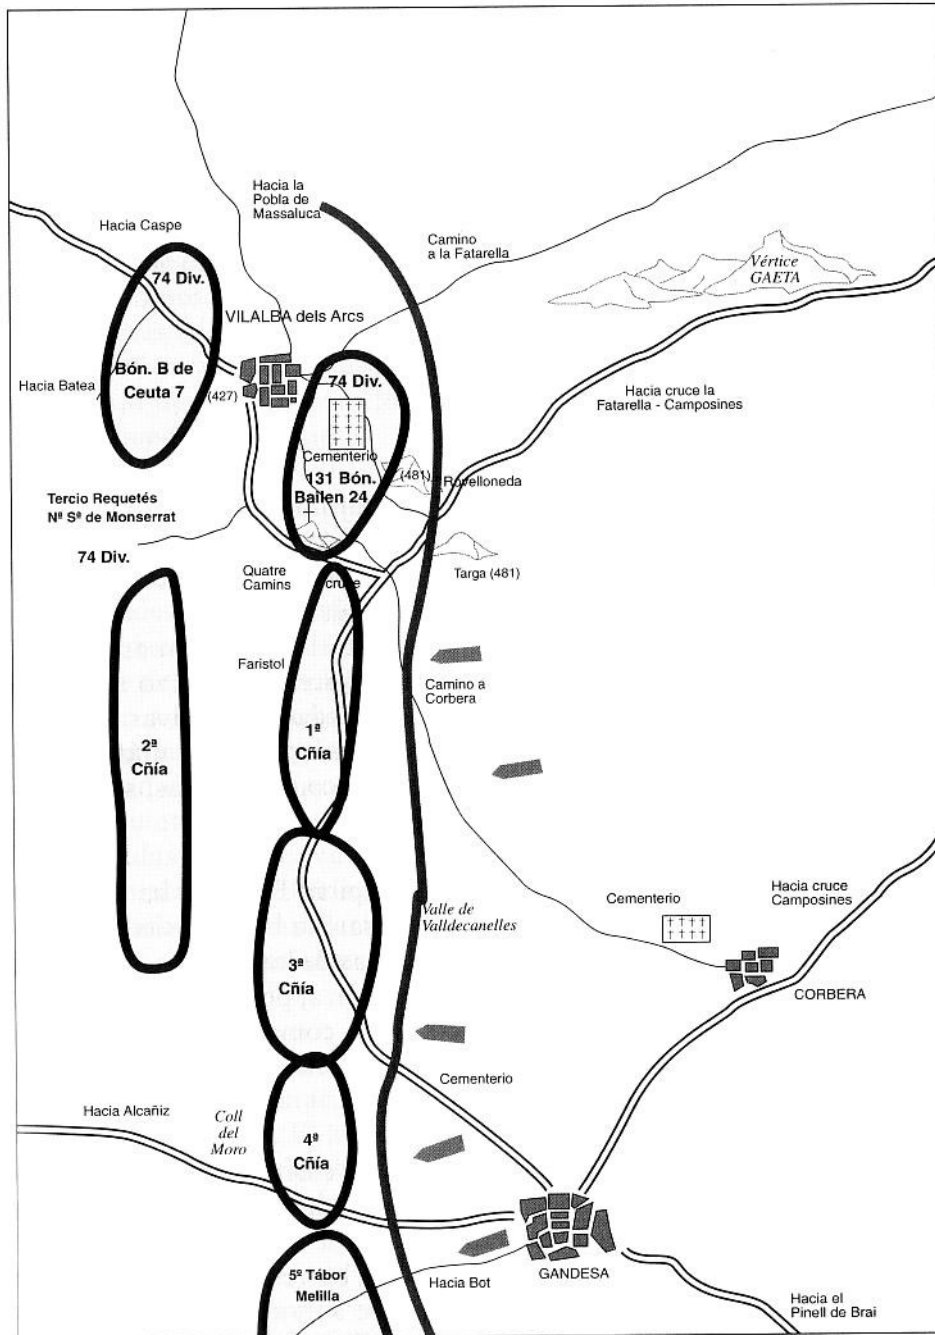 Hacia la
Pobla de
Massaluca
Hacia Caspe
Camino
a la Fatarella
Vértice
GAETA
74 Div.
VILALBA dels Arcs
Bón. B de
Ceuta 7
Hacia Batea
(427)
74 Div.
Cementerio
131 Bón.
Bailen 24
(481)
Rovelloneda
Hacia cruce la
Fatarella - Camposines
Tercio Requetés
Nª Sª de Monserrat
74 Div.
Quatre
Camins
cruce
Targa (481)
Faristol
Camino a
Corbera
1ª
Cñía
2ª
Cñía
Valle de
Valldecanelles
Cementerio
Hacia cruce
Camposines
3ª
Cñía
CORBERA
Cementerio
Hacia Alcañiz
Coll
del
Moro
4ª
Cñía
5º Tábor
Melilla
Hacia Bot
GANDESA
Hacia el
Pinell de Brai